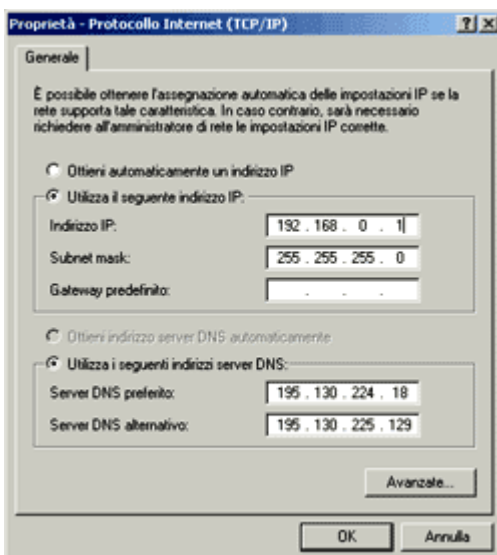 Proprietà - Protocollo Internet (TCP/IP)
Generale
È possibile ottenere l'assegnazione automatica delle impostazioni IP se la
rete supporta tale caratteristica. In caso contrario, sarà necessario
richiedere all'amministratore di rete le impostazioni IP corrette.
Ottieni automaticamente un indirizzo IP
Utilizza il seguente indirizzo IP:
Indirizzo IP: 192 . 168 . 0 . 1
Subnet mask: 255 . 255 . 255 . 0
Gateway predefinito: . . .
Ottieni indirizzo server DNS automaticamente
Utilizza i seguenti indirizzi server DNS:
Server DNS preferito: 195 . 130 . 224 . 18
Server DNS alternativo: 195 . 130 . 225 . 129
Avanzate...
OK Annulla